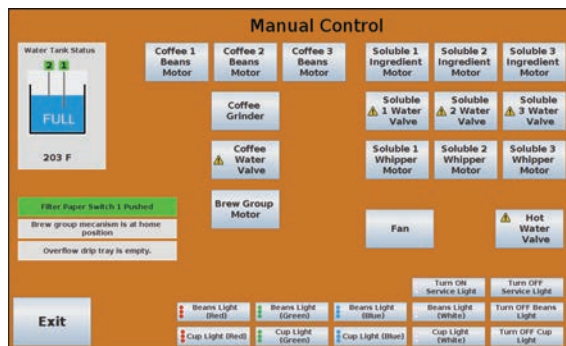 Manual Control
Water Tank Status
2 1
FULL
203 F
Coffee 1
Beans
Motor
Coffee 2
Beans
Motor
Coffee 3
Beans
Motor
Soluble 1
Ingredient
Motor
Soluble 2
Ingredient
Motor
Soluble 3
Ingredient
Motor
Coffee
Grinder
Soluble
1 Water
Valve
Soluble
2 Water
Valve
Soluble
3 Water
Valve
Coffee
Water
Valve
Soluble 1
Whipper
Motor
Soluble 2
Whipper
Motor
Soluble 3
Whipper
Motor
Filter Paper Switch 1 Pushed
Brew group mecanism is at home
position
Overflow drip tray is empty.
Brew Group
Motor
Fan
Hot
Water
Valve
Turn ON
Service Light
Turn OFF
Service Light
Exit
Beans Light
(Red)
Beans Light
(Green)
Beans Light
(Blue)
Beans Light
(White)
Turn OFF Beans
Light
Cup Light (Red)
Cup Light
(Green)
Cup Light (Blue)
Cup Light
(White)
Turn OFF Cup
Light